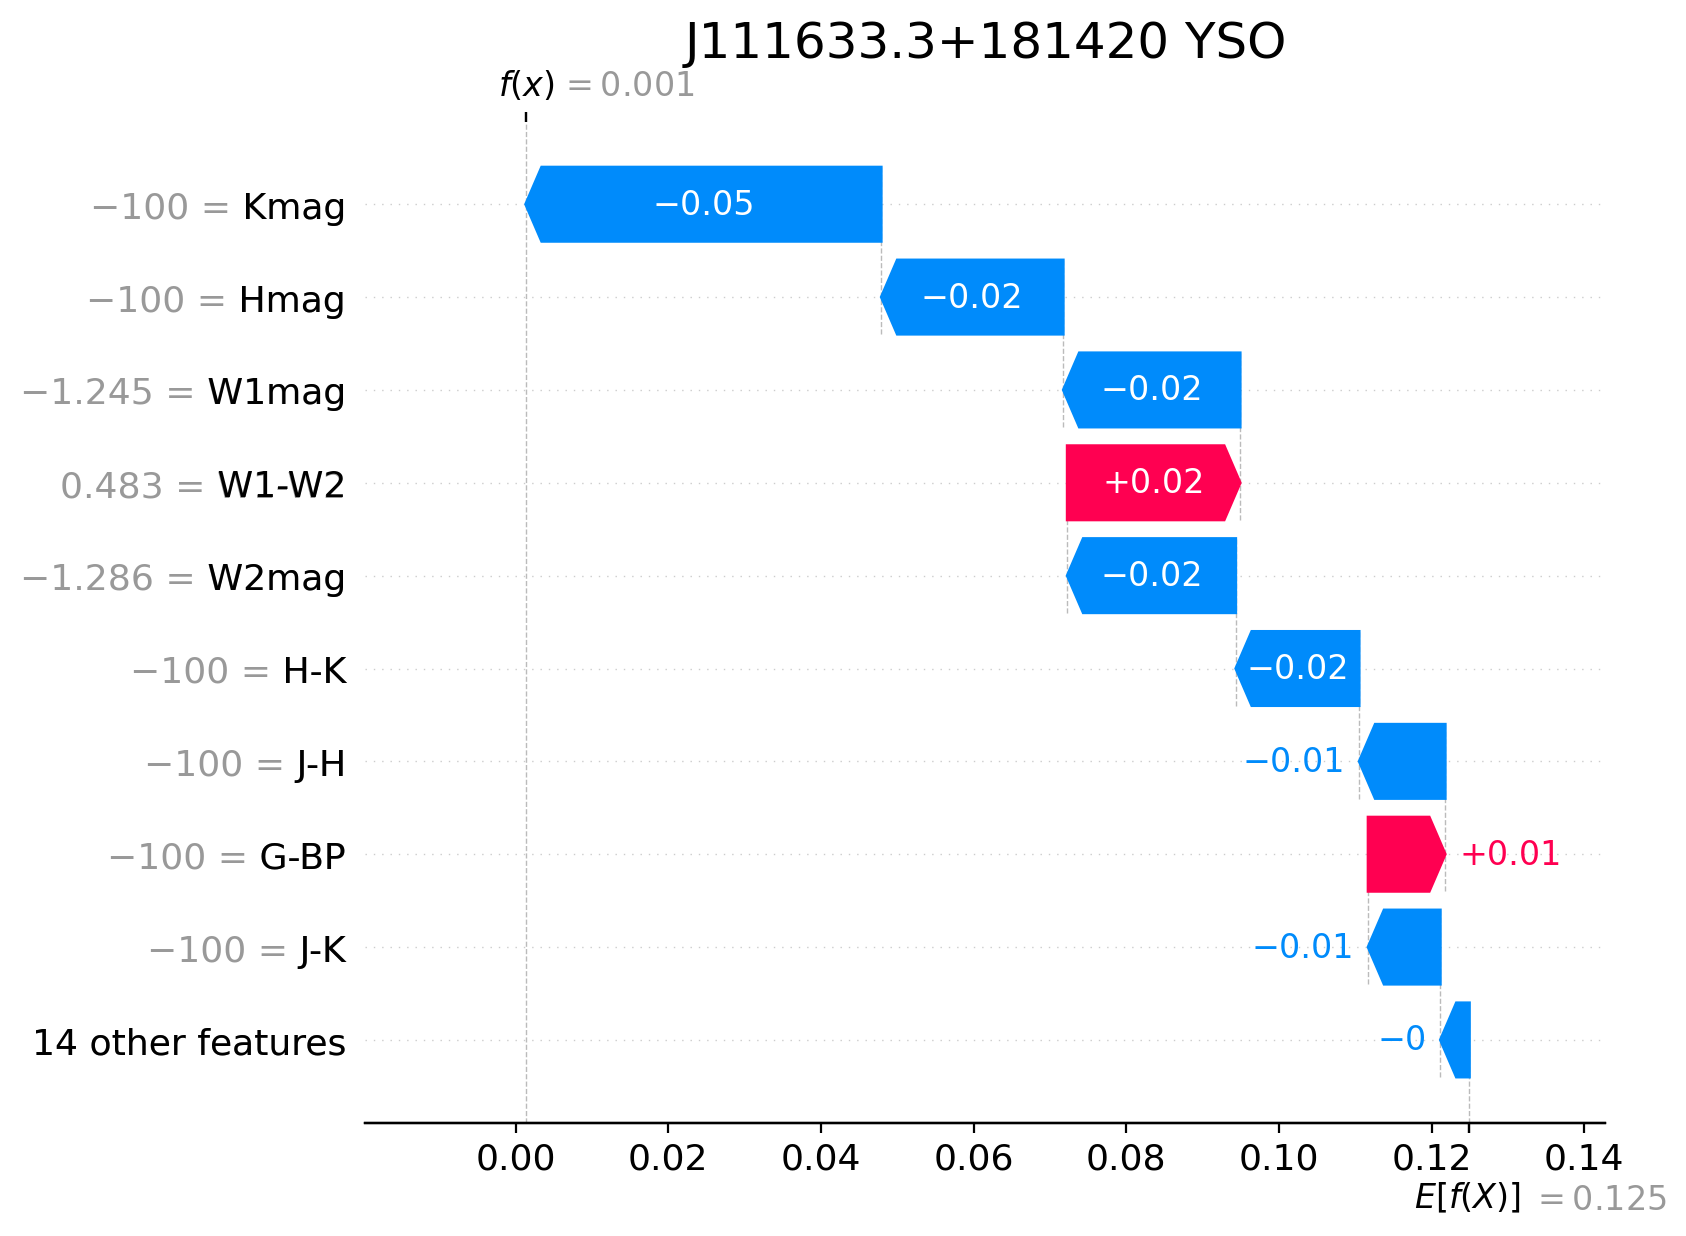 J111633.3+181420 YSO
f(x) = 0.001
−100 = Kmag −0.05
−100 = Hmag −0.02
−1.245 = W1mag −0.02
0.483 = W1-W2 +0.02
−1.286 = W2mag −0.02
−100 = H-K −0.02
−100 = J-H −0.01
−100 = G-BP +0.01
−100 = J-K −0.01
14 other features −0
0.00 0.02 0.04 0.06 0.08 0.10 0.12 0.14
E[f(X)] = 0.125